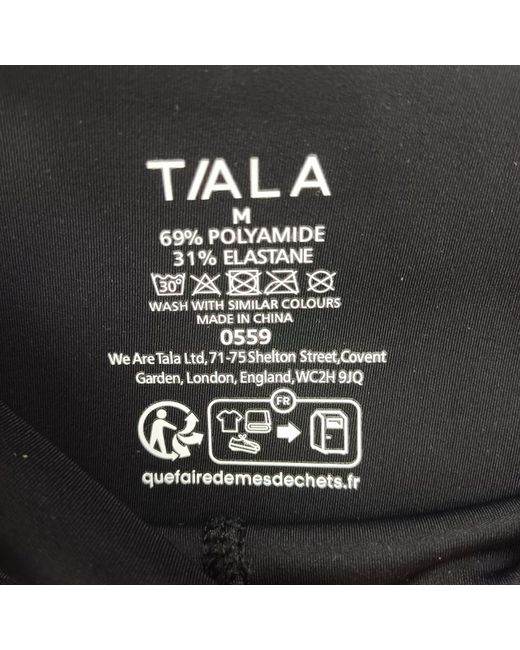 TALA
M
69% POLYAMIDE
31% ELASTANE
30°
WASH WITH SIMILAR COLOURS
MADE IN CHINA
0559
We Are Tala Ltd, 71-75 Shelton Street, Covent
Garden, London, England, WC2H 9JQ
FR
quefairedemesdechets.fr